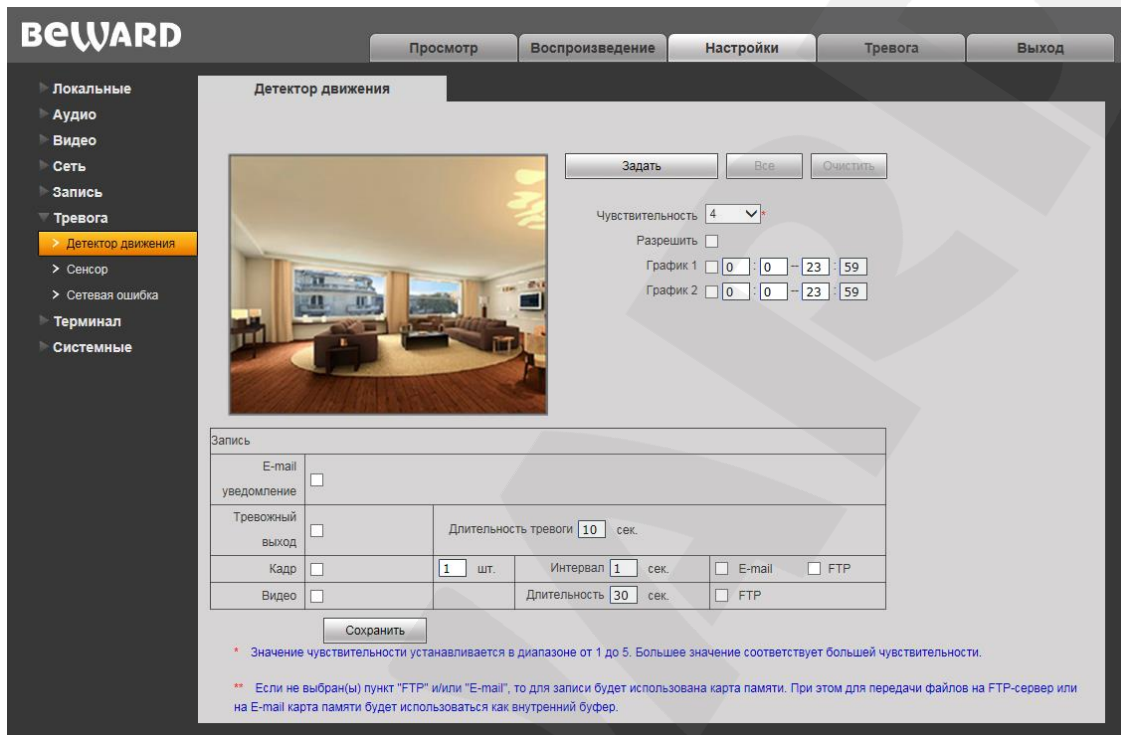 BEWARD
Просмотр Воспроизведение Настройки Тревога Выход
Локальные
Аудио
Видео
Сеть
Запись
Тревога
Детектор движения
Сенсор
Сетевая ошибка
Терминал
Системные
Детектор движения
Задать Все Очистить
Чувствительность 4 *
Разрешить
График 1 0 : 0 -- 23 : 59
График 2 0 : 0 -- 23 : 59
Запись
E-mail
уведомление
Тревожный
выход
Длительность тревоги 10 сек.
Кадр 1 шт. Интервал 1 сек. E-mail FTP
Видео Длительность 30 сек. FTP
Сохранить
* Значение чувствительности устанавливается в диапазоне от 1 до 5. Большее значение соответствует большей чувствительности.
** Если не выбран(ы) пункт "FTP" и/или "E-mail", то для записи будет использована карта памяти. При этом для передачи файлов на FTP-сервер или
на E-mail карта памяти будет использоваться как внутренний буфер.